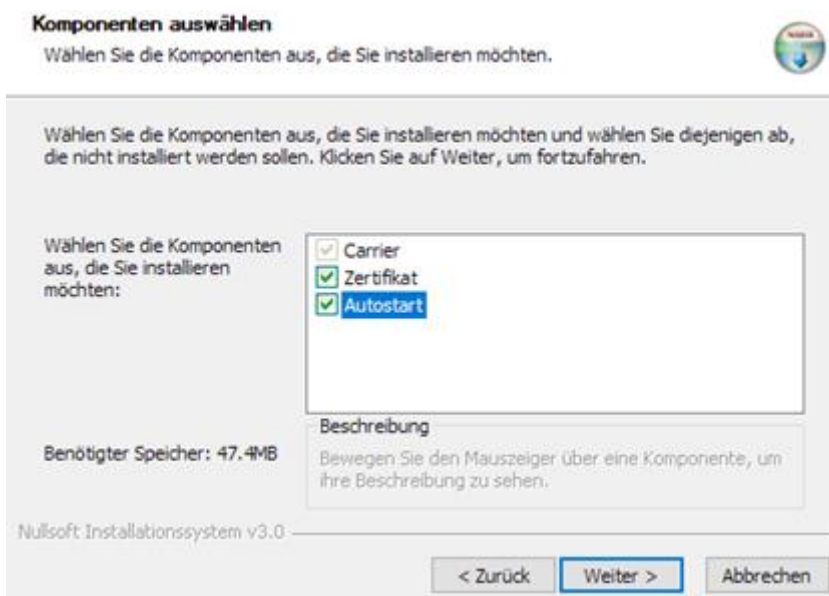 Komponenten auswählen
Wählen Sie die Komponenten aus, die Sie installieren möchten.
Wählen Sie die Komponenten aus, die Sie installieren möchten und wählen Sie diejenigen ab,
die nicht installiert werden sollen. Klicken Sie auf Weiter, um fortzufahren.
Wählen Sie die Komponenten
aus, die Sie installieren
möchten:
Carrier
Zertifikat
Autostart
Benötigter Speicher: 47.4MB
Beschreibung
Bewegen Sie den Mauszeiger über eine Komponente, um
ihre Beschreibung zu sehen.
Nullsoft Installationssystem v3.0
< Zurück
Weiter >
Abbrechen